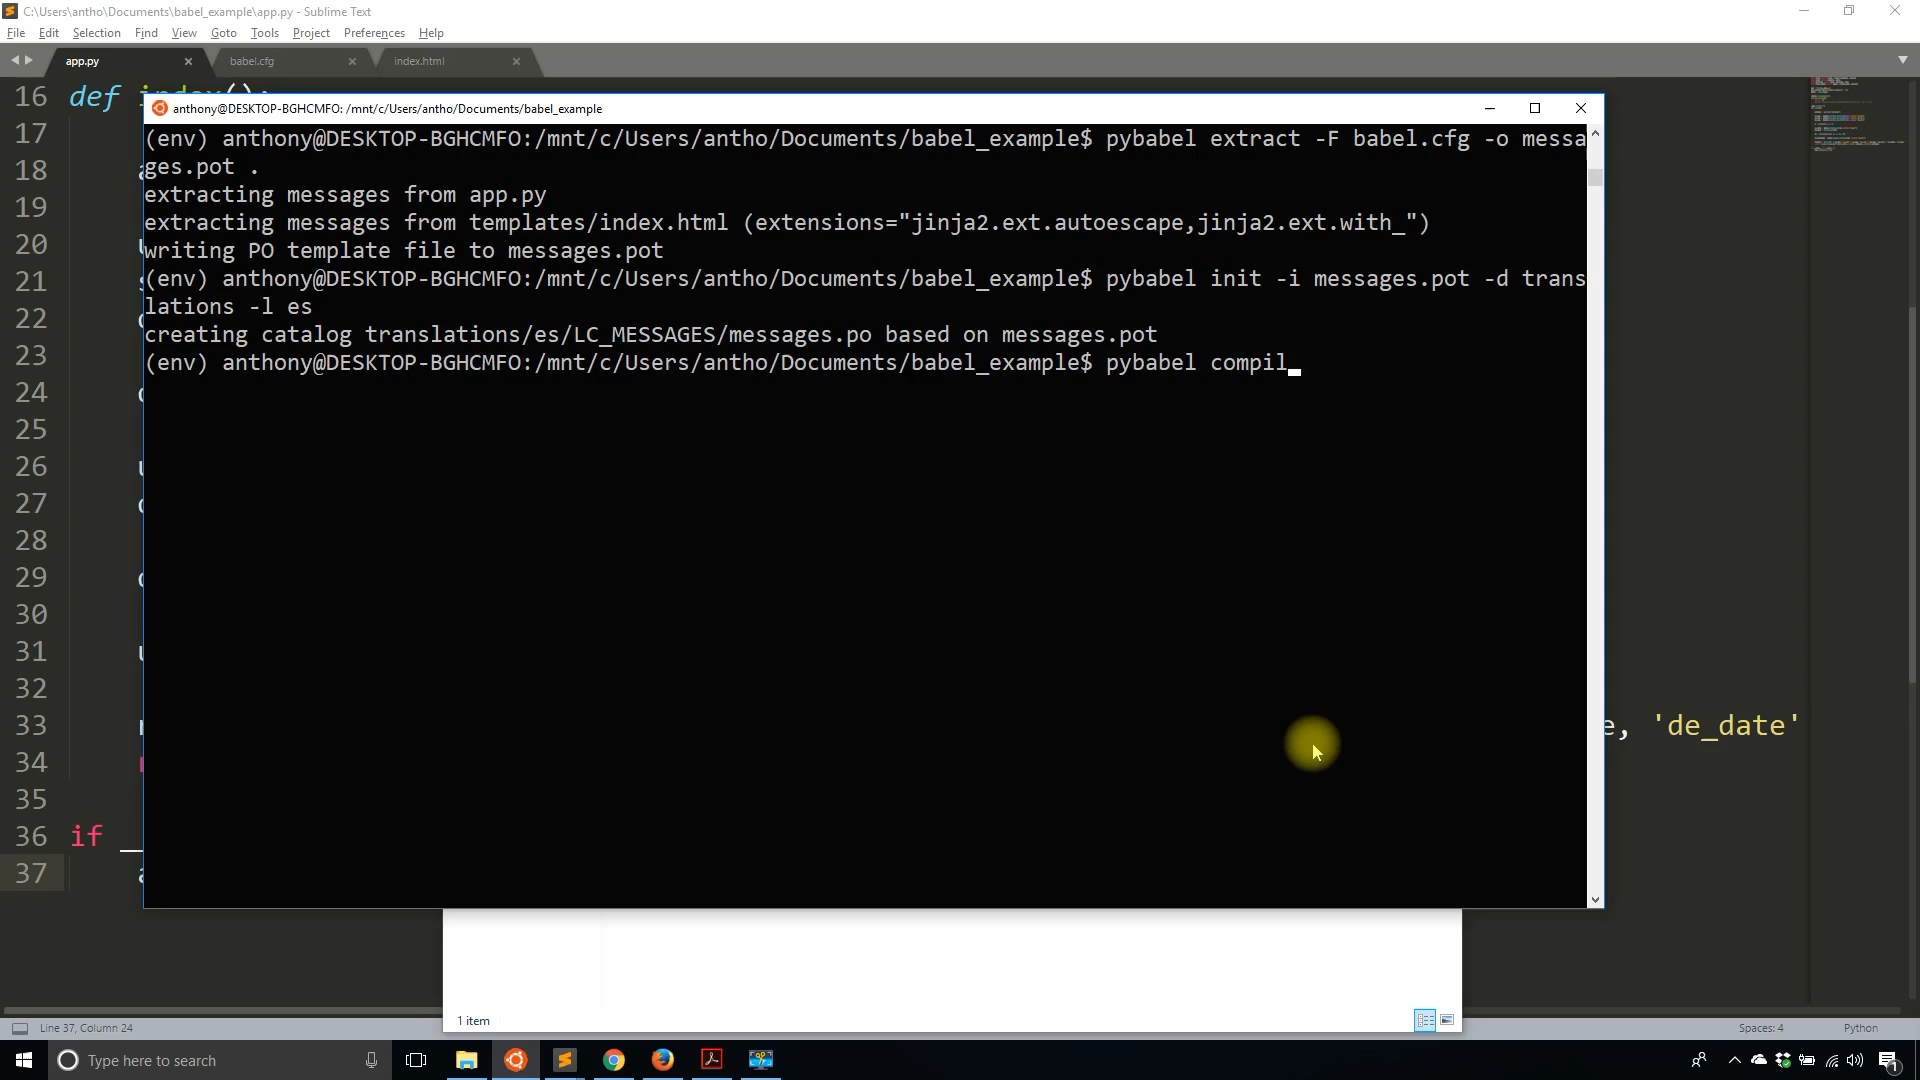 C:\Users\antho\Documents\babel_example\app.py - Sublime Text
File Edit Selection Find View Goto Tools Project Preferences Help
app.py babel.cfg index.html
16 def index():
anthony@DESKTOP-BGHCMFO: /mnt/c/Users/antho/Documents/babel_example
(env) anthony@DESKTOP-BGHCMFO:/mnt/c/Users/antho/Documents/babel_example$ pybabel extract -F babel.cfg -o messa
ges.pot .
extracting messages from app.py
extracting messages from templates/index.html (extensions="jinja2.ext.autoescape,jinja2.ext.with_")
writing PO template file to messages.pot
(env) anthony@DESKTOP-BGHCMFO:/mnt/c/Users/antho/Documents/babel_example$ pybabel init -i messages.pot -d trans
lations -l es
creating catalog translations/es/LC_MESSAGES/messages.po based on messages.pot
(env) anthony@DESKTOP-BGHCMFO:/mnt/c/Users/antho/Documents/babel_example$ pybabel compil_
17
18
19
20
21
22
23
24
25
26
27
28
29
30
31
32
33 e, 'de_date'
34
35
36 if __
37
1 item
Line 37, Column 24 Spaces: 4 Python
Type here to search
1